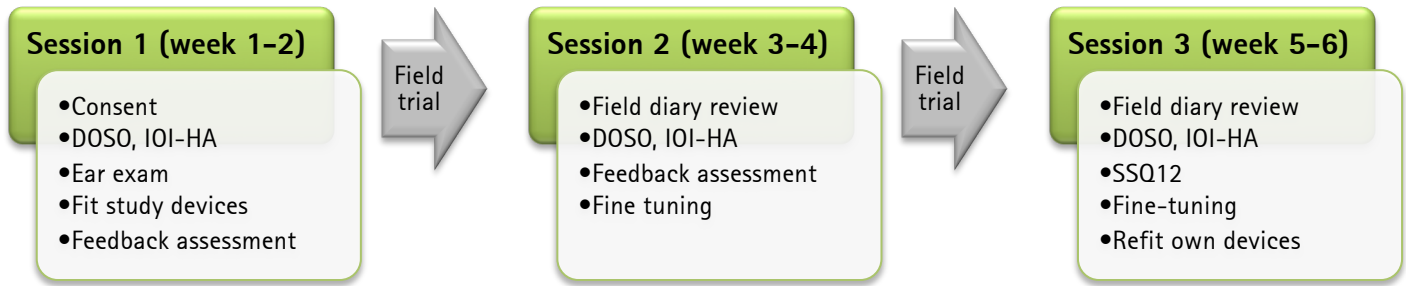 Session 1 (week 1-2)
•Consent
•DOSO, IOI-HA
•Ear exam
•Fit study devices
•Feedback assessment
Field
trial
Session 2 (week 3-4)
•Field diary review
•DOSO, IOI-HA
•Feedback assessment
•Fine tuning
Field
trial
Session 3 (week 5-6)
•Field diary review
•DOSO, IOI-HA
•SSQ12
•Fine-tuning
•Refit own devices